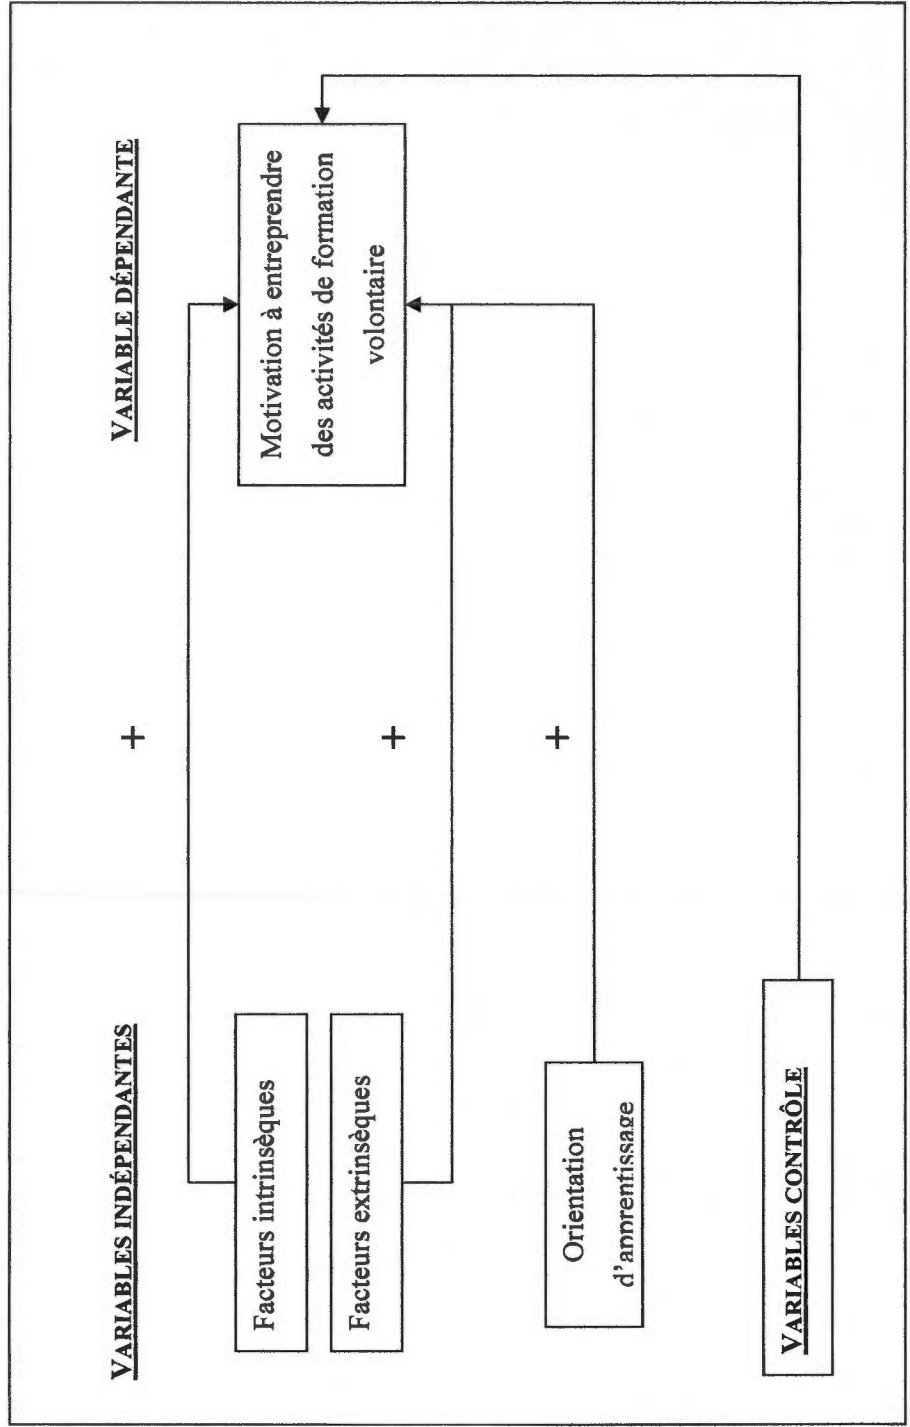 VARIABLES INDÉPENDANTES
VARIABLE DÉPENDANTE
+
Facteurs intrinsèques
Facteurs extrinsèques
Motivation à entreprendre
des activités de formation
volontaire
+
+
Orientation
d'apprentissage
VARIABLES CONTRÔLE